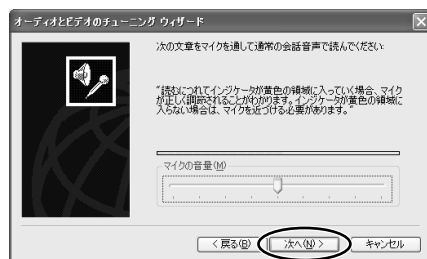 オーディオとビデオのチューニング ウィザード
次の文章をマイクを通して通常の会話音声で読んでください:
"読むにつれてインジケータが黄色の領域に入っていく場合、マイク
が正しく調節されることがわかります。インジケータが黄色の領域に
入らない場合は、マイクを近づける必要があります。"
マイクの音量(M)
< 戻る(B)
次へ(N) >
キャンセル